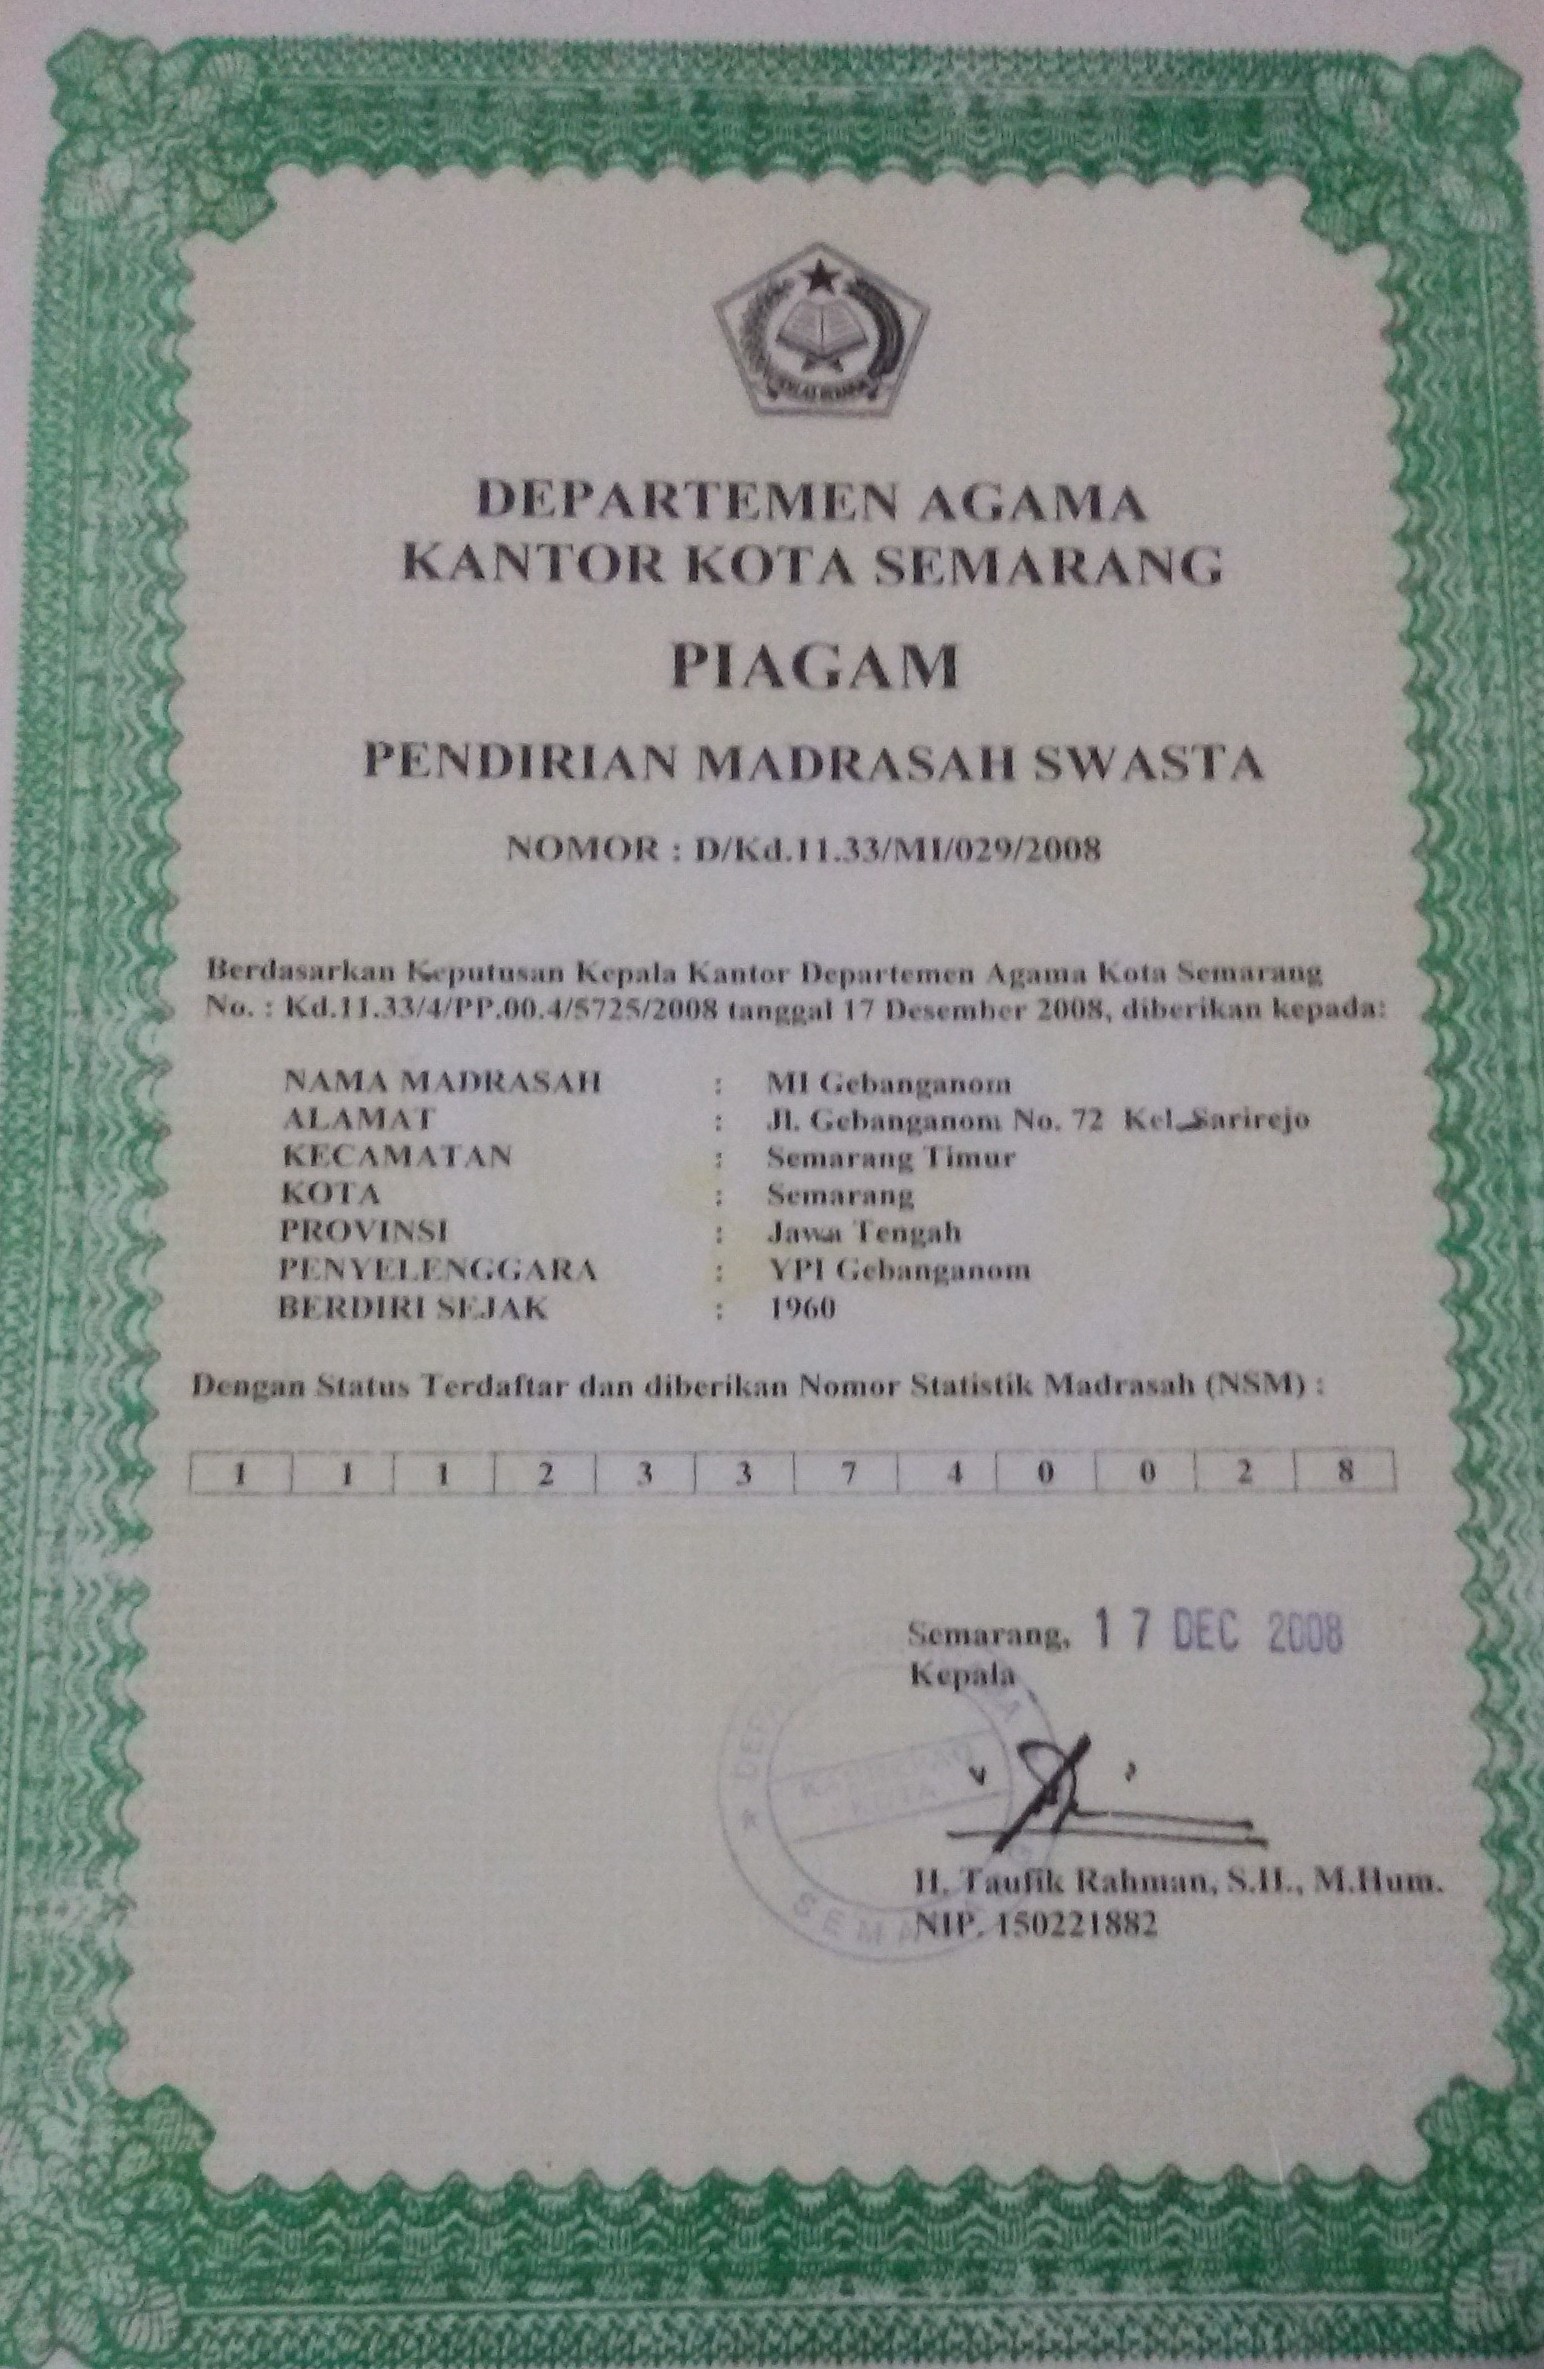 DEPARTEMEN AGAMA
KANTOR KOTA SEMARANG
PIAGAM
PENDIRIAN MADRASAH SWASTA
NOMOR : D/Kd.11.33/MI/029/2008
Berdasarkan Keputusan Kepala Kantor Departemen Agama Kota Semarang
No. : Kd.11.33/4/PP.00.4/5725/2008 tanggal 17 Desember 2008, diberikan kepada:
NAMA MADRASAH : MI Gebanganom
ALAMAT : Jl. Gebanganom No. 72 Kel. Sarirejo
KECAMATAN : Semarang Timur
KOTA : Semarang
PROVINSI : Jawa Tengah
PENYELENGGARA : YPI Gebanganom
BERDIRI SEJAK : 1960
Dengan Status Terdaftar dan diberikan Nomor Statistik Madrasah (NSM) :
1 1 1 2 3 3 7 4 0 0 2 8
Semarang, 17 DEC 2008
Kepala
H. Taufik Rahman, S.H., M.Hum.
NIP. 150221882